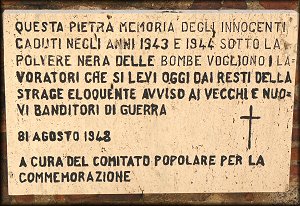 QUESTA PIETRA MEMORIA DEGLI INNOCENTI
CADUTI NEGLI ANNI 1943 E 1944 SOTTO LA
POLVERE NERA DELLE BOMBE VOGLIONO I LA
VORATORI CHE SI LEVI OGGI DAI RESTI DELLA
STRAGE ELOQUENTE AVVISO AI VECCHI E NUO-
VI BANDITORI DI GUERRA
8 AGOSTO 1948
A CURA DEL COMITATO POPOLARE PER LA
COMMEMORAZIONE